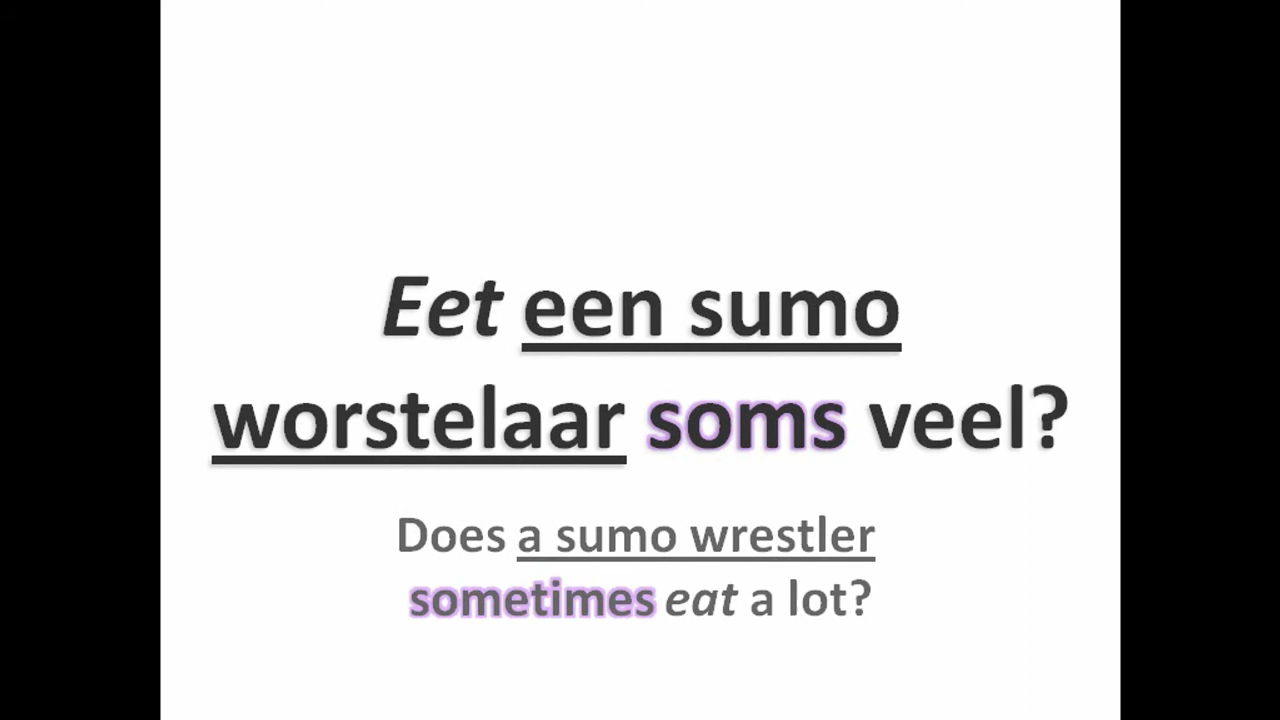 Eet een sumo
worstelaar soms veel?
Does a sumo wrestler
sometimes eat a lot?